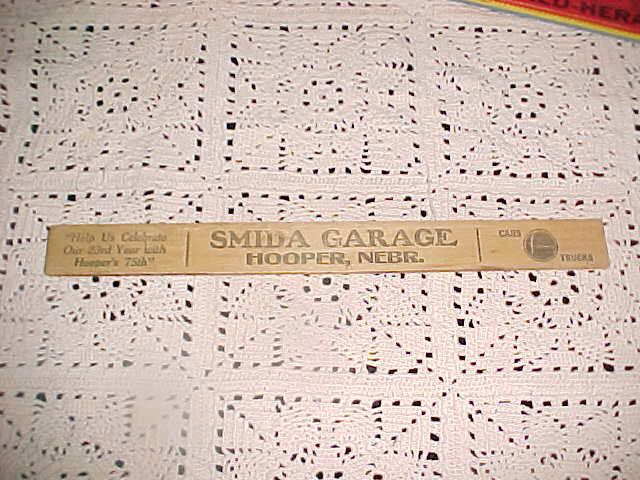 "Help Us Celebrate
Our 23rd Year with
Hooper's 75th"
SMIDA GARAGE
HOOPER, NEBR.
CARS
TRUCKS